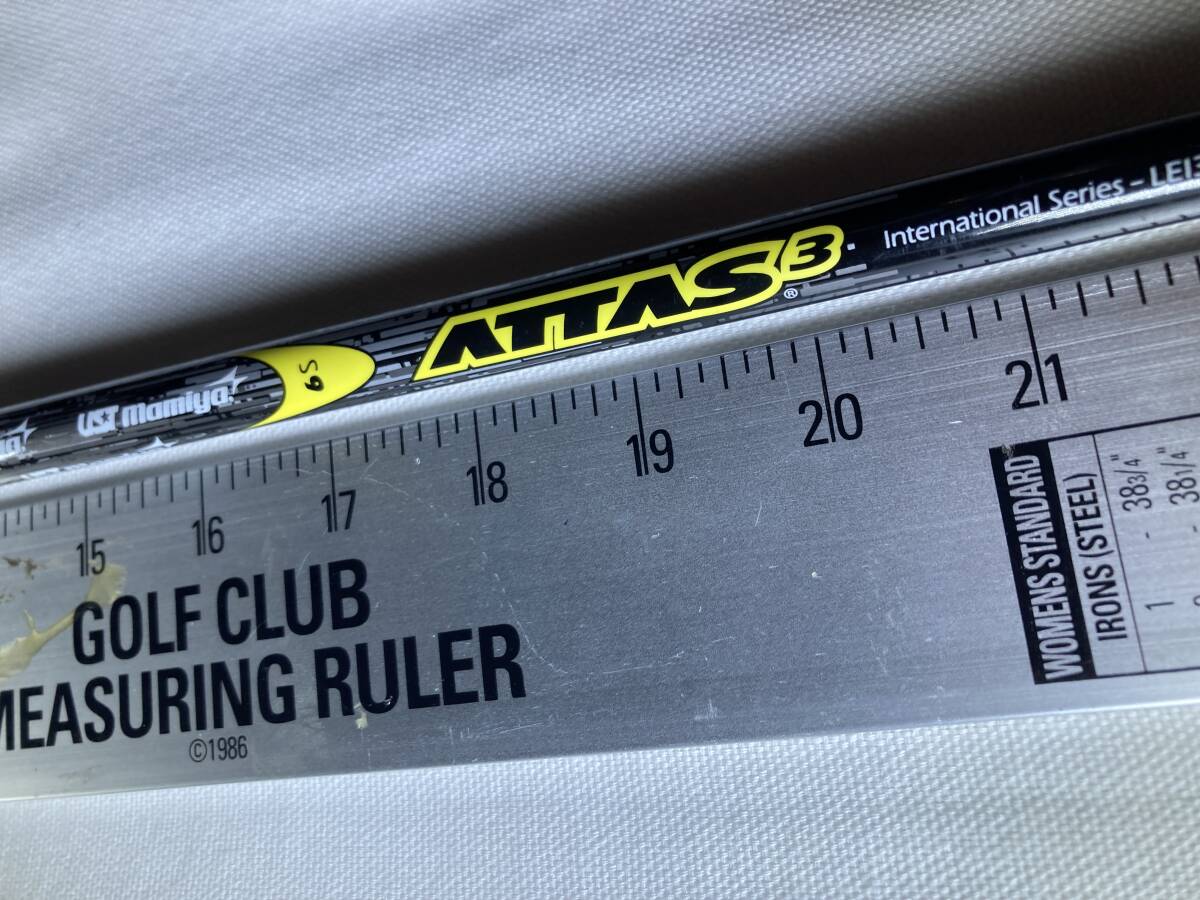 UST mamiya
6S
ATTAS3 ®
International Series - LEI3
15 16 17 18 19 20 21
GOLF CLUB
MEASURING RULER
©1986
WOMENS STANDARD
IRONS (STEEL)
1 - 38 3/4"
- 38 1/4"